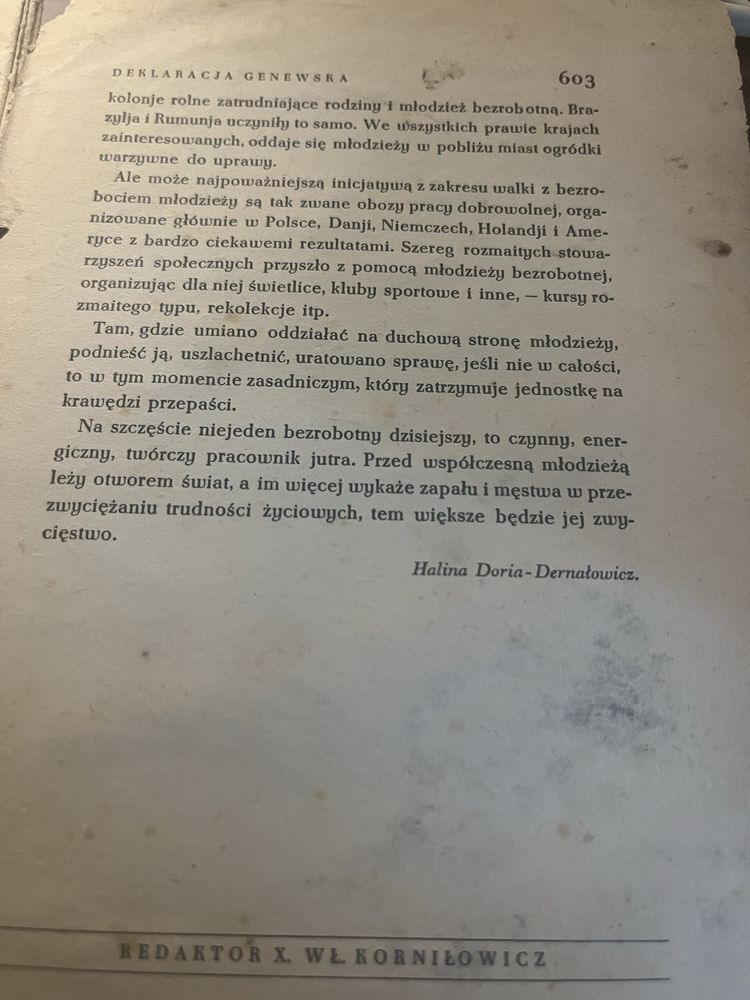 DEKLARACJA GENEWSKA 603
kolonje rolne zatrudniające rodziny i młodzież bezrobotną. Bra-
zylja i Rumunja uczyniły to samo. We wszystkich prawie krajach
zainteresowanych, oddaje się młodzieży w pobliżu miast ogródki
warzywne do uprawy.
Ale może najpoważniejszą inicjatywą z zakresu walki z bezro-
bociem młodzieży są tak zwane obozy pracy dobrowolnej, orga-
nizowane głównie w Polsce, Danji, Niemczech, Holandji i Ame-
ryce z bardzo ciekawemi rezultatami. Szereg rozmaitych stowa-
rzyszeń społecznych przyszło z pomocą młodzieży bezrobotnej,
organizując dla niej świetlice, kluby sportowe i inne, — kursy ro-
zmaitego typu, rekolekcje itp.
Tam, gdzie umiano oddziałać na duchową stronę młodzieży,
podnieść ją, uszlachetnić, uratowano sprawę, jeśli nie w całości,
to w tym momencie zasadniczym, który zatrzymuje jednostkę na
krawędzi przepaści.
Na szczęście niejeden bezrobotny dzisiejszy, to czynny, ener-
giczny, twórczy pracownik jutra. Przed współczesną młodzieżą
leży otworem świat, a im więcej wykaże zapału i męstwa w prze-
zwyciężaniu trudności życiowych, tem większe będzie jej zwy-
cięstwo.
Halina Doria-Dernałowicz.
REDAKTOR X. WŁ. KORNIŁOWICZ